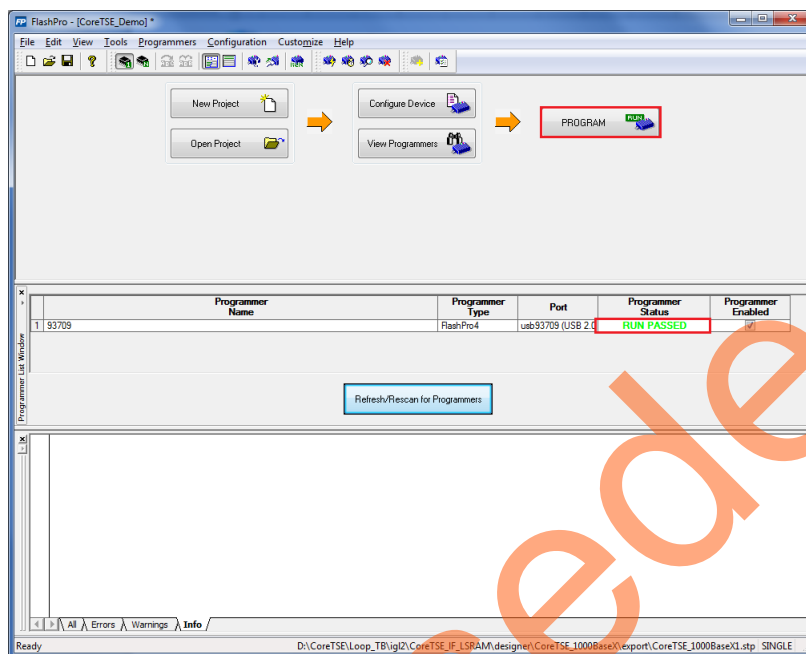 FP FlashPro - [CoreTSE_Demo] *
File Edit View Tools Programmers Configuration Customize Help
New Project
Configure Device
PROGRAM RUN
Open Project
View Programmers
Programmer Name Programmer Type Port Programmer Status Programmer Enabled
1 93709 FlashPro4 usb93709 (USB 2.0 RUN PASSED
Programmer List Window
Refresh/Rescan for Programmers
All Errors Warnings Info
Ready D:\CoreTSE\Loop_TB\igl2\CoreTSE_IF_LSRAM\designer\CoreTSE_1000BaseX\export\CoreTSE_1000BaseX1.stp SINGLE
cede